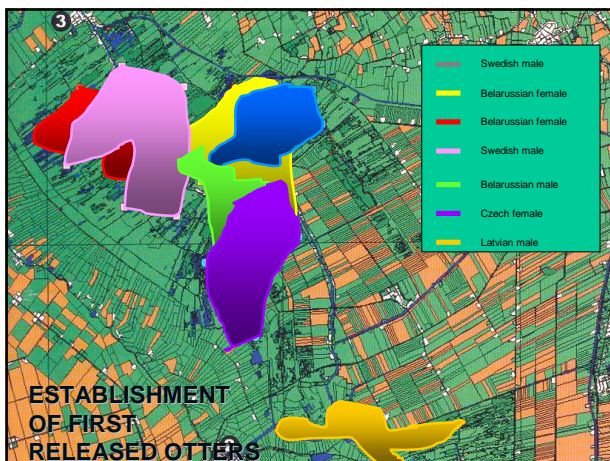 3
Swedish male
Belarussian female
Belarussian female
Swedish male
Belarussian male
Czech female
Latvian male
ESTABLISHMENT
OF FIRST
RELEASED OTTERS